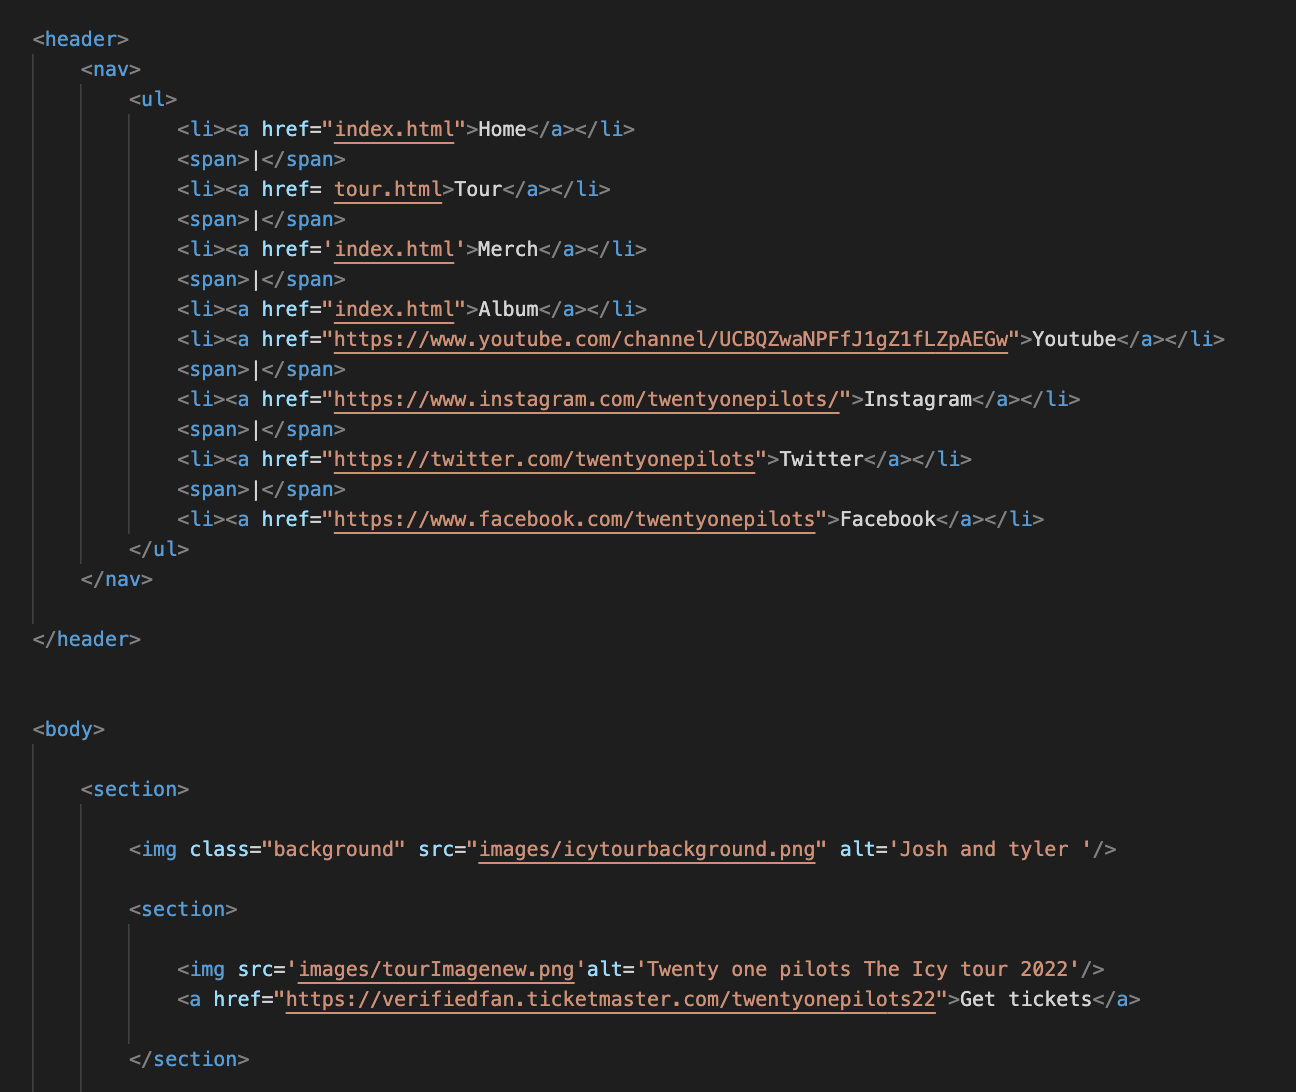 <header>
<nav>
<ul>
<li><a href="index.html">Home</a></li>
<span>|</span>
<li><a href= tour.html>Tour</a></li>
<span>|</span>
<li><a href='index.html'>Merch</a></li>
<span>|</span>
<li><a href="index.html">Album</a></li>
<li><a href="https://www.youtube.com/channel/UCBQZwaNPFfJ1gZ1fLZpAEGw">Youtube</a></li>
<span>|</span>
<li><a href="https://www.instagram.com/twentyonepilots/">Instagram</a></li>
<span>|</span>
<li><a href="https://twitter.com/twentyonepilots">Twitter</a></li>
<span>|</span>
<li><a href="https://www.facebook.com/twentyonepilots">Facebook</a></li>
</ul>
</nav>
</header>
<body>
<section>
<img class="background" src="images/icytourbackground.png" alt='Josh and tyler '/>
<section>
<img src='images/tourImagenew.png'alt='Twenty one pilots The Icy tour 2022'/>
<a href="https://verifiedfan.ticketmaster.com/twentyonepilots22">Get tickets</a>
</section>